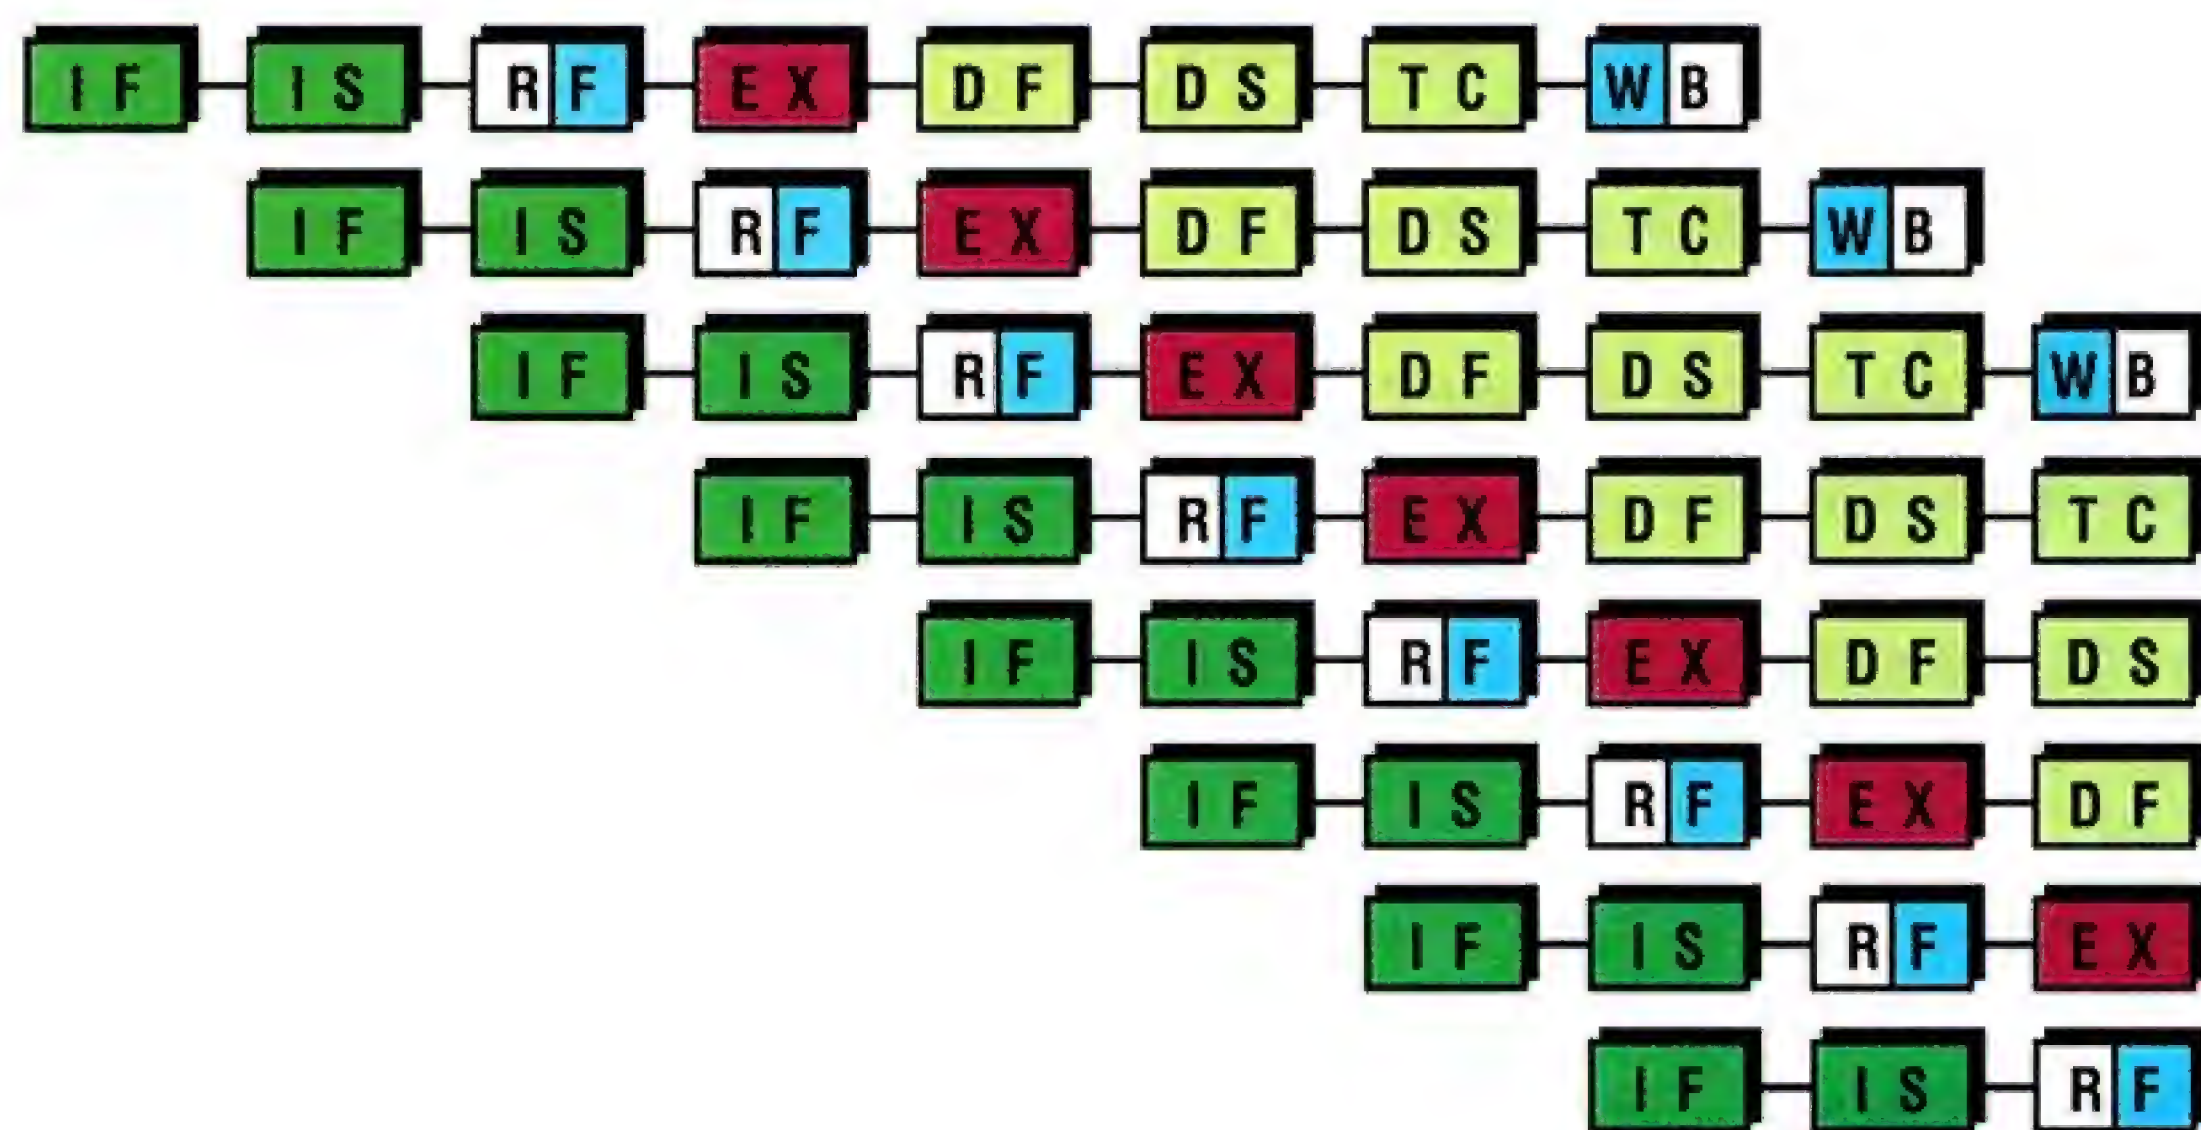 IF IS RF EX DF DS TC WB
IF IS RF EX DF DS TC WB
IF IS RF EX DF DS TC WB
IF IS RF EX DF DS TC
IF IS RF EX DF DS
IF IS RF EX DF
IF IS RF EX
IF IS RF